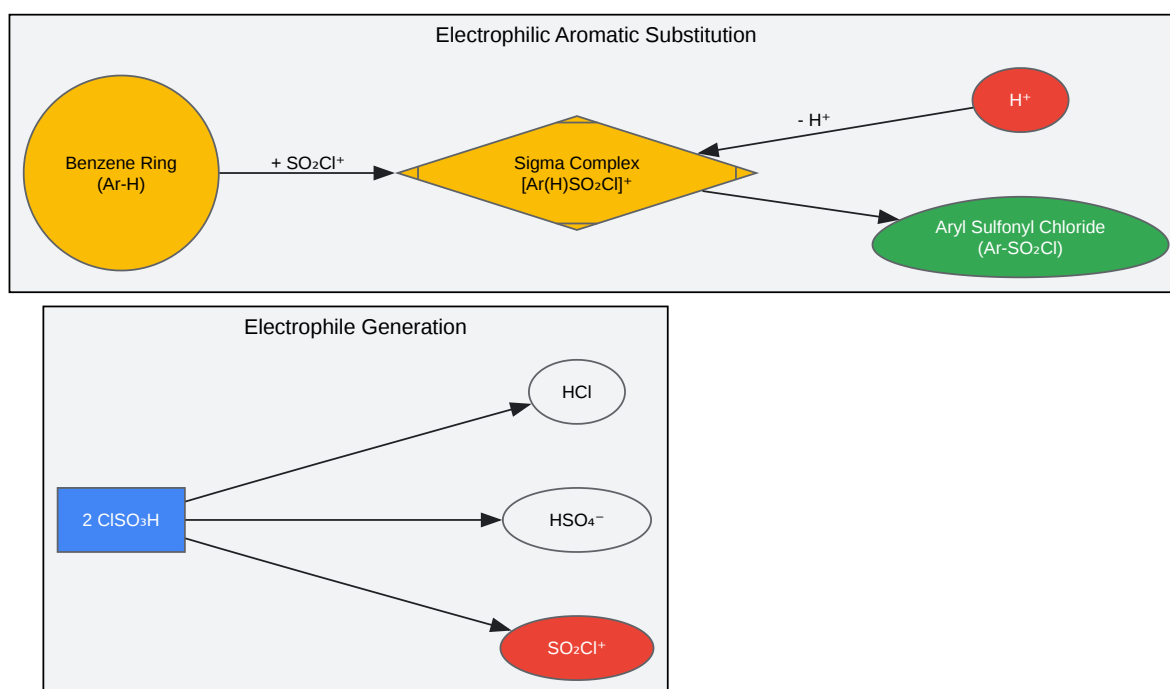 Electrophilic Aromatic Substitution
Benzene Ring
(Ar-H)
+ SO₂Cl⁺
Sigma Complex
[Ar(H)SO₂Cl]⁺
- H⁺
H⁺
Aryl Sulfonyl Chloride
(Ar-SO₂Cl)
Electrophile Generation
2 ClSO₃H
HCl
HSO₄⁻
SO₂Cl⁺